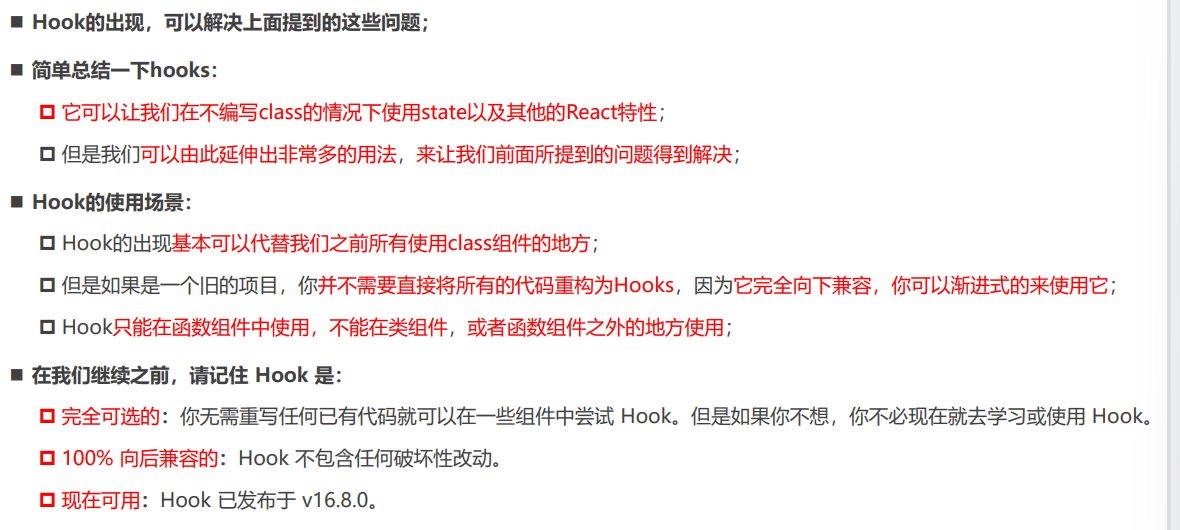 Hook的出现，可以解决上面提到的这些问题；
简单总结一下hooks：
它可以让我们在不编写class的情况下使用state以及其他的React特性；
但是我们可以由此延伸出非常多的用法，来让我们前面所提到的问题得到解决；
Hook的使用场景：
Hook的出现基本可以代替我们之前所有使用class组件的地方；
但是如果是一个旧的项目，你并不需要直接将所有的代码重构为Hooks，因为它完全向下兼容，你可以渐进式的来使用它；
Hook只能在函数组件中使用，不能在类组件，或者函数组件之外的地方使用；
在我们继续之前，请记住 Hook 是：
完全可选的：你无需重写任何已有代码就可以在一些组件中尝试 Hook。但是如果你不想，你不必现在就去学习或使用 Hook。
100% 向后兼容的：Hook 不包含任何破坏性改动。
现在可用：Hook 已发布于 v16.8.0。